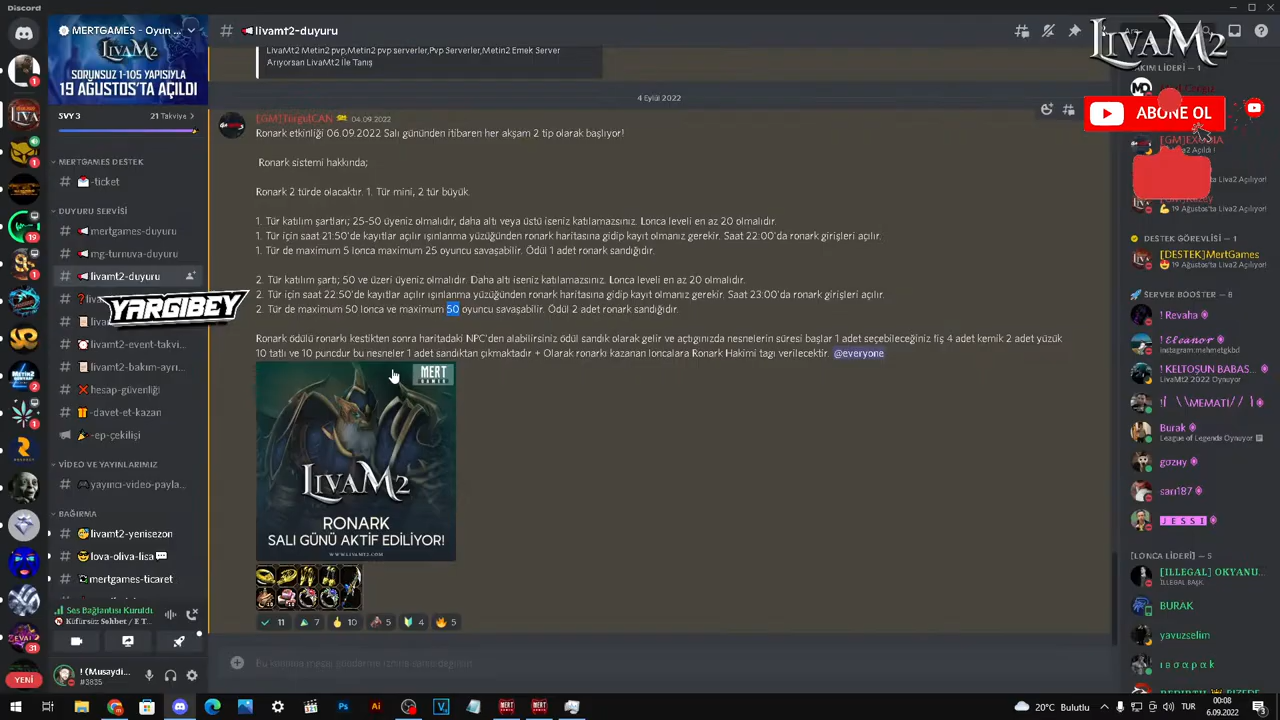 Discord
MERTGAMES - Oyun ...
LIVAM2
SORUNSUZ 1-105 YAPISIYLA
19 AĞUSTOS'TA AÇILDI
SVY 3
21 Takviye >
MERTGAMES DESTEK
-ticket
DUYURU SERVİSİ
mertgames-duyuru
mg-turnuva-duyuru
livamt2-duyuru
YARGIBEY
livamt2-event-takvi...
livamt2-bakım-ayrı...
hesap-güvenliği
-davet-et-kazan
-ep-çekilişi
VİDEO VE YAYINLARIMIZ
yayıncı-video-payla...
BAĞIRMA
livamt2-yenisezon
lova-oliva-lisa
mertgames-ticaret
Ses Bağlantısı Kuruldu
Küfürsüz Sohbet / E T...
! (Musaydi...
#3835
YENİ
livamt2-duyuru
LivaMt2 Metin2 pvp,Metin2 pvp serverler,Pvp Serverler,Metin2 Emek Server
Arıyorsan LivaMt2 İle Tanış
4 Eylül 2022
[GM]TurgutCAN 04.09.2022
Ronark etkinliği 06.09.2022 Salı gününden itibaren her akşam 2 tip olarak başlıyor!
Ronark sistemi hakkında;
Ronark 2 türde olacaktır. 1. Tür mini, 2 tür büyük.
1. Tür katılım şartları; 25-50 üyeniz olmalıdır, daha altı veya üstü iseniz katılamazsınız. Lonca leveli en az 20 olmalıdır.
1. Tür için saat 21:50'de kayıtlar açılır ışınlanma yüzüğünden ronark haritasına gidip kayıt olmanız gerekir. Saat 22:00'da ronark girişleri açılır.
1. Tür de maximum 5 lonca maximum 25 oyuncu savaşabilir. Ödül 1 adet ronark sandığıdır.
2. Tür katılım şartı; 50 ve üzeri üyeniz olmalıdır. Daha altı iseniz katılamazsınız. Lonca leveli en az 20 olmalıdır.
2. Tür için saat 22:50'de kayıtlar açılır ışınlanma yüzüğünden ronark haritasına gidip kayıt olmanız gerekir. Saat 23:00'da ronark girişleri açılır.
2. Tür de maximum 50 lonca ve maximum 50 oyuncu savaşabilir. Ödül 2 adet ronark sandığıdır.
Ronark ödülü ronarkı kestikten sonra haritadaki NPC'den alabilirsiniz ödül sandık olarak gelir ve açtıgınızda nesnelerin süresi başlar 1 adet seçebileceğiniz fiş 4 adet kemik 2 adet yüzük
10 tatlı ve 10 puncdur bu nesneler 1 adet sandıktan çıkmaktadır + Olarak ronarkı kazanan loncalara Ronark Hakimi tagı verilecektir. @everyone
MERT
GAMES
LIVAM2
RONARK
SALI GÜNÜ AKTİF EDİLİYOR!
WWW.LIVAMT2.COM
11 7 10 5 4 5
LIVAM2
ABONE OL
DESTEK GÖREVLİSİ — 1
[DESTEK]MertGames
19 Ağustos'ta Liva2 Açılıyor!
SERVER BOOSTER — 8
! Revaha
! Eleanor
instagram:mehmetgkbd
! KELTOŞUN BABAS...
LivaMt2 2022 Oynuyor
Burak
League of Legends Oynuyor
gozнy
sarı187
JESSI
[LONCA LİDERİ] — 5
[ILLEGAL] OKYANU...
ILLEGAL BAŞK.
BURAK
yavuzselim
20°C Bulutlu
TUR
00:08
6.09.2022